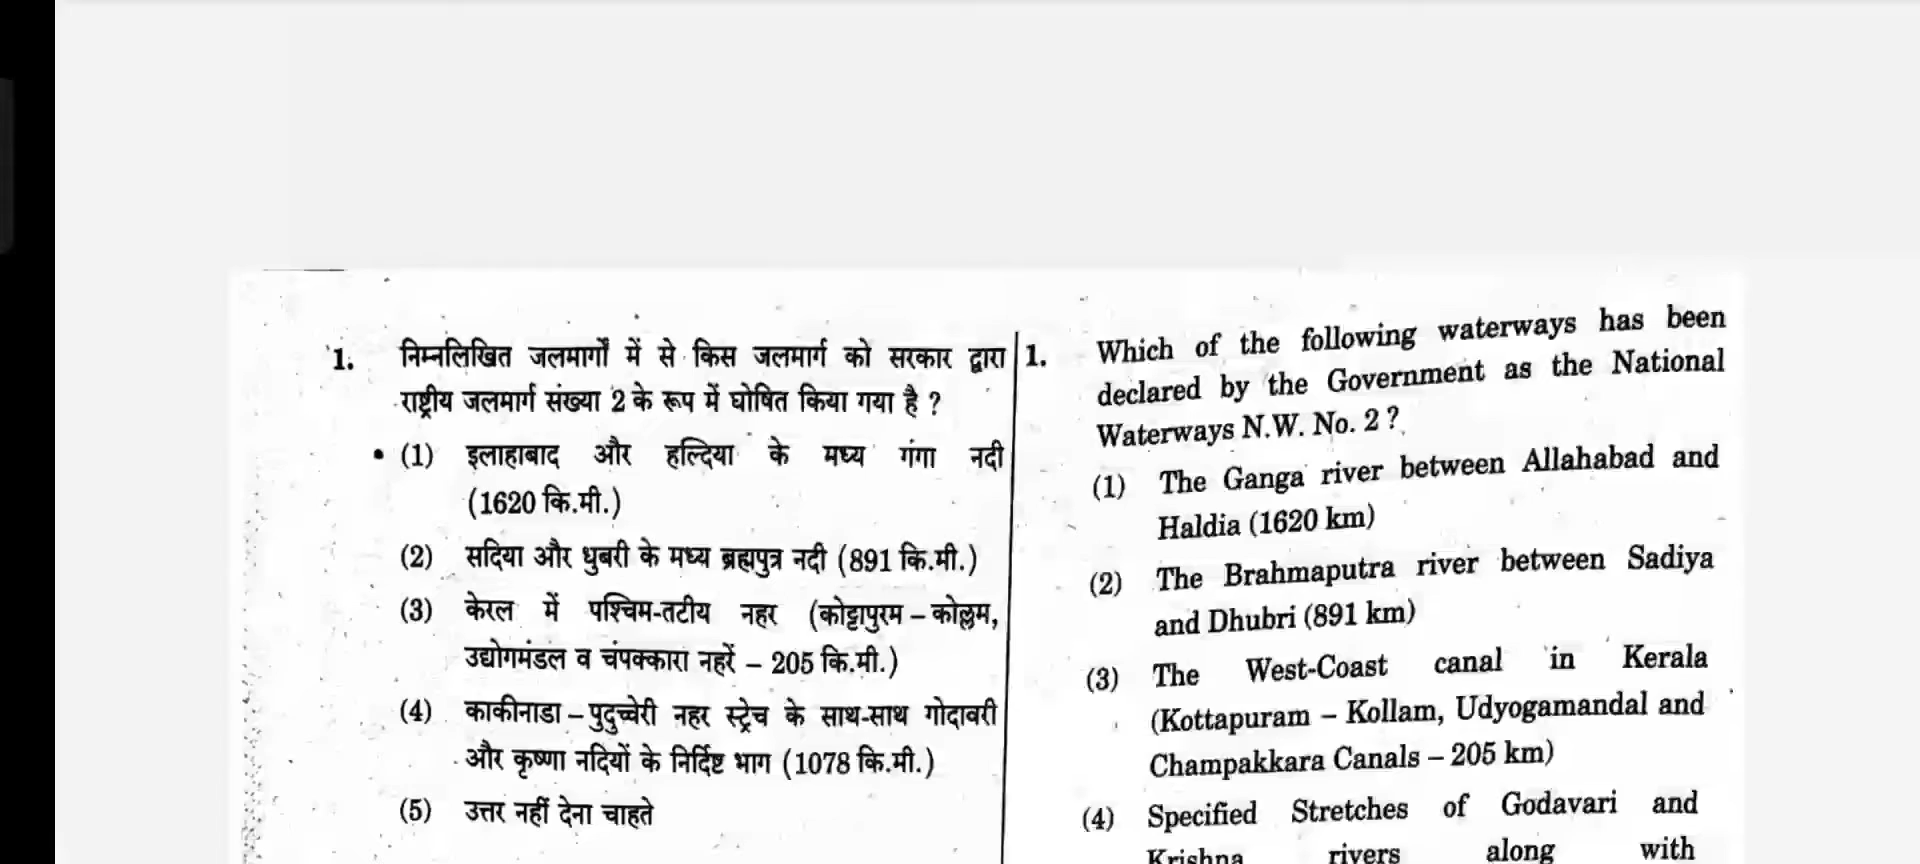 1. निम्नलिखित जलमार्गों में से किस जलमार्ग को सरकार द्वारा
राष्ट्रीय जलमार्ग संख्या 2 के रूप में घोषित किया गया है ?
(1) इलाहाबाद और हल्दिया के मध्य गंगा नदी
(1620 कि.मी.)
(2) सदिया और धुबरी के मध्य ब्रह्मपुत्र नदी (891 कि.मी.)
(3) केरल में पश्चिम-तटीय नहर (कोट्टापुरम – कोल्लम,
उद्योगमंडल व चंपक्कारा नहरें – 205 कि.मी.)
(4) काकीनाडा – पुदुच्चेरी नहर स्ट्रेच के साथ-साथ गोदावरी
और कृष्णा नदियों के निर्दिष्ट भाग (1078 कि.मी.)
(5) उत्तर नहीं देना चाहते
1. Which of the following waterways has been
declared by the Government as the National
Waterways N.W. No. 2 ?
(1) The Ganga river between Allahabad and
Haldia (1620 km)
(2) The Brahmaputra river between Sadiya
and Dhubri (891 km)
(3) The West-Coast canal in Kerala
(Kottapuram – Kollam, Udyogamandal and
Champakkara Canals – 205 km)
(4) Specified Stretches of Godavari and
Krishna rivers along with